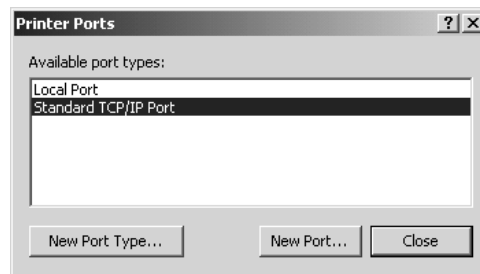 Printer Ports
Available port types:
Local Port
Standard TCP/IP Port
New Port Type... New Port... Close